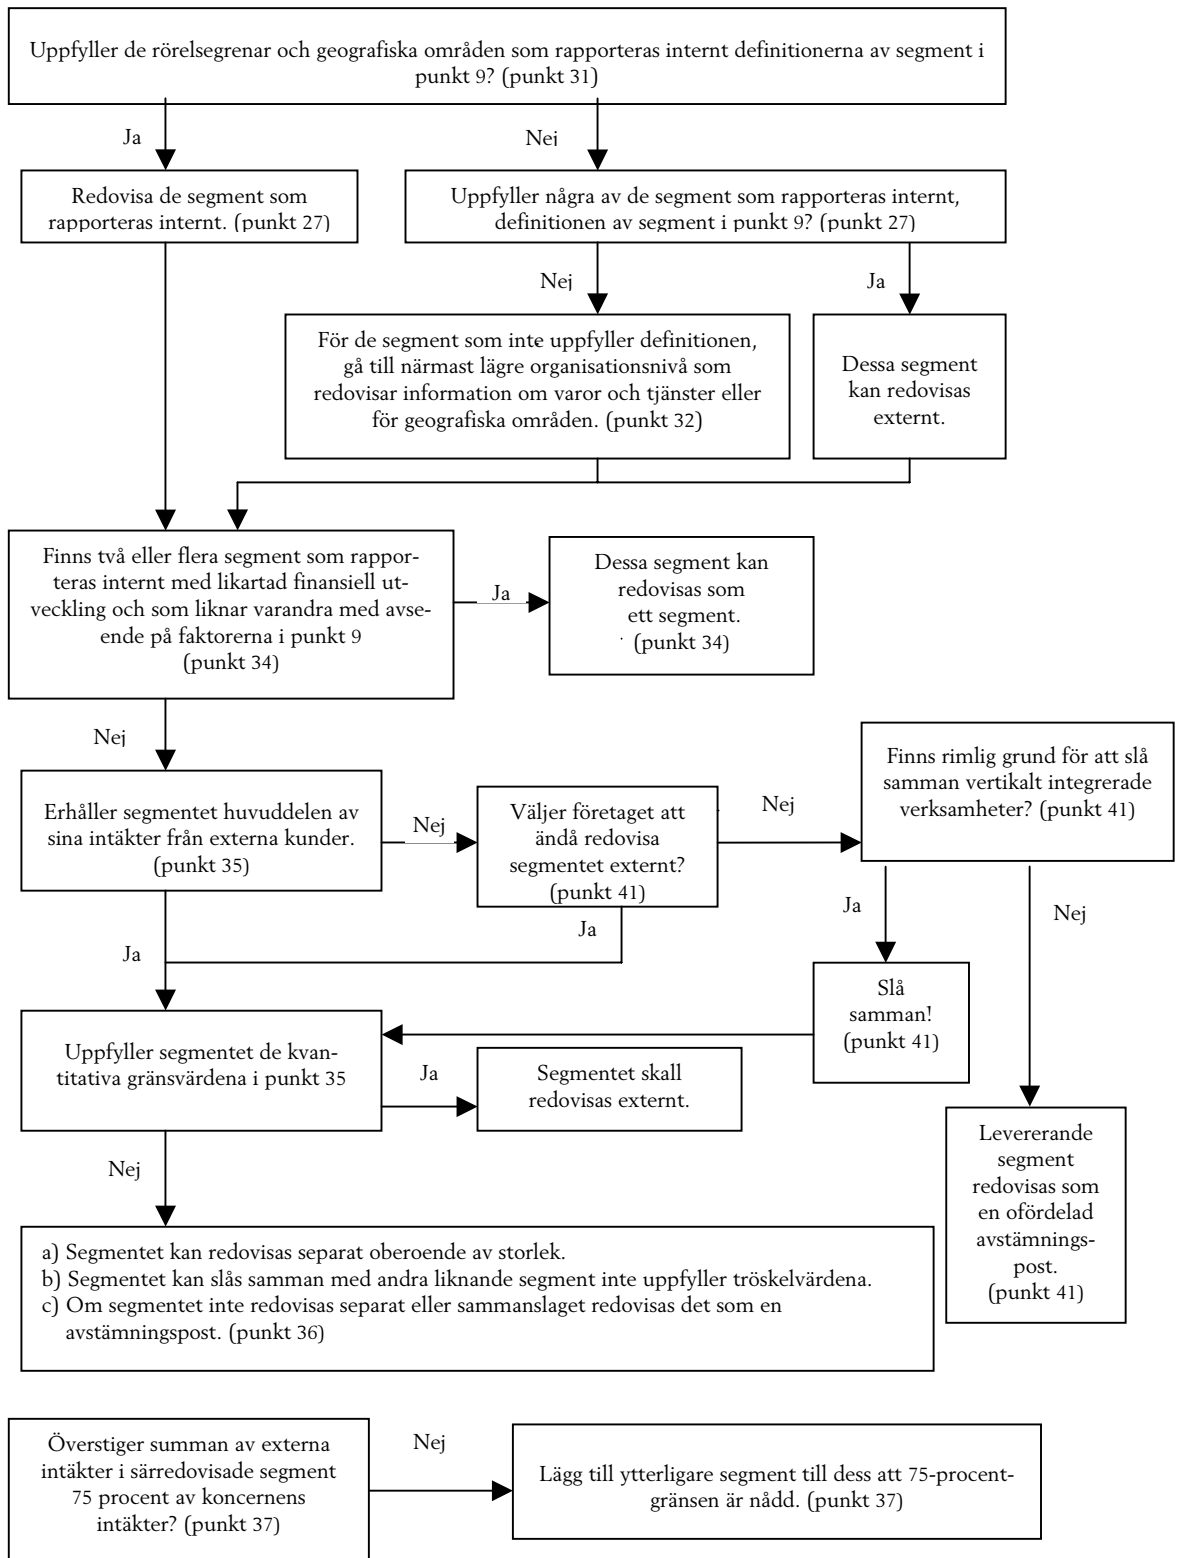 Uppfyller de rörelsegrenar och geografiska områden som rapporteras internt definitionerna av segment i
punkt 9? (punkt 31)
Ja
Nej
Redovisa de segment som
rapporteras internt. (punkt 27)
Uppfyller några av de segment som rapporteras internt,
definitionen av segment i punkt 9? (punkt 27)
Nej
Ja
För de segment som inte uppfyller definitionen,
gå till närmast lägre organisationsnivå som
redovisar information om varor och tjänster eller
för geografiska områden. (punkt 32)
Dessa segment
kan redovisas
externt.
Finns två eller flera segment som rappor-
teras internt med likartad finansiell ut-
veckling och som liknar varandra med avse-
ende på faktorerna i punkt 9
(punkt 34)
Ja
Dessa segment kan
redovisas som
ett segment.
(punkt 34)
Nej
Erhåller segmentet huvuddelen av
sina intäkter från externa kunder.
(punkt 35)
Nej
Väljer företaget att
ändå redovisa
segmentet externt?
(punkt 41)
Nej
Finns rimlig grund för att slå
samman vertikalt integrerade
verksamheter? (punkt 41)
Ja
Ja
Ja
Nej
Slå
samman!
(punkt 41)
Uppfyller segmentet de kvan-
titativa gränsvärdena i punkt 35
Ja
Segmentet skall
redovisas externt.
Levererande
segment
redovisas som
en ofördelad
avstämnings-
post.
(punkt 41)
Nej
a) Segmentet kan redovisas separat oberoende av storlek.
b) Segmentet kan slås samman med andra liknande segment inte uppfyller tröskelvärdena.
c) Om segmentet inte redovisas separat eller sammanslaget redovisas det som en
avstämningspost. (punkt 36)
Överstiger summan av externa
intäkter i särredovisade segment
75 procent av koncernens
intäkter? (punkt 37)
Nej
Lägg till ytterligare segment till dess att 75-procent-
gränsen är nådd. (punkt 37)